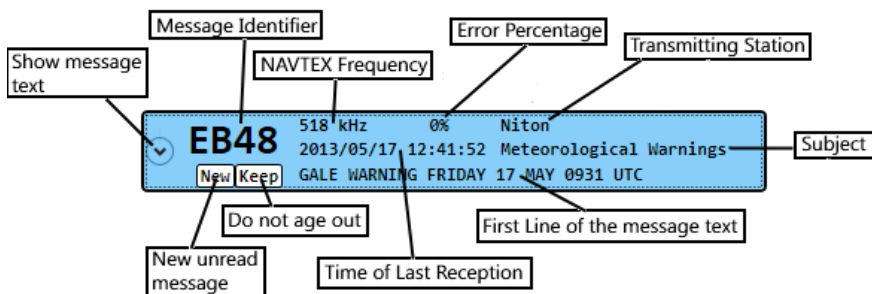 Message Identifier
Error Percentage
Show message
text
NAVTEX Frequency
Transmitting Station
EB48
518 kHz 0% Niton
2013/05/17 12:41:52 Meteorological Warnings
Subject
New Keep GALE WARNING FRIDAY 17 MAY 0931 UTC
Do not age out
First Line of the message text
New unread
message
Time of Last Reception